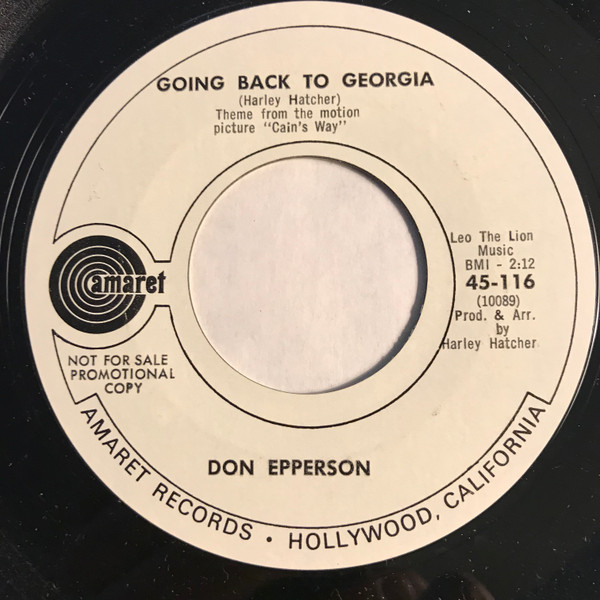 GOING BACK TO GEORGIA
(Harley Hatcher)
Theme from the motion
picture "Cain's Way"
Leo The Lion
Music
BMI - 2:12
45-116
(10089)
Prod. & Arr.
by
Harley Hatcher
amaret
NOT FOR SALE
PROMOTIONAL
COPY
DON EPPERSON
AMARET RECORDS • HOLLYWOOD, CALIFORNIA